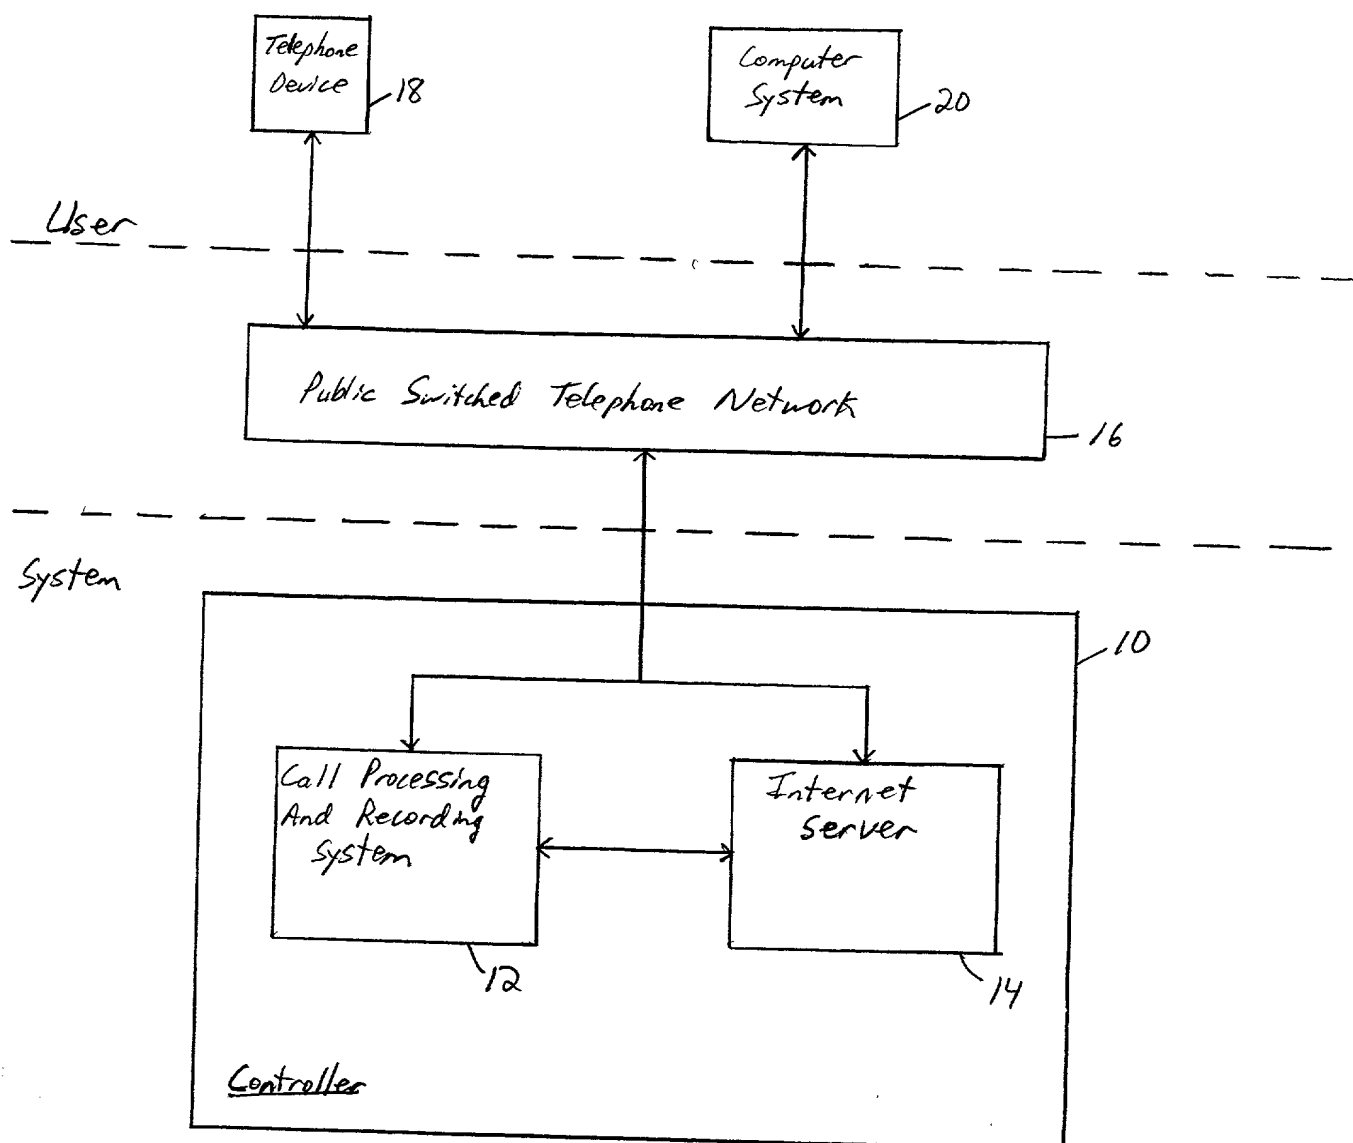 Telephone
Device
18
Computer
System
20
User
Public Switched Telephone Network
16
System
10
Call Processing
And Recording
System
12
Internet
Server
14
Controller